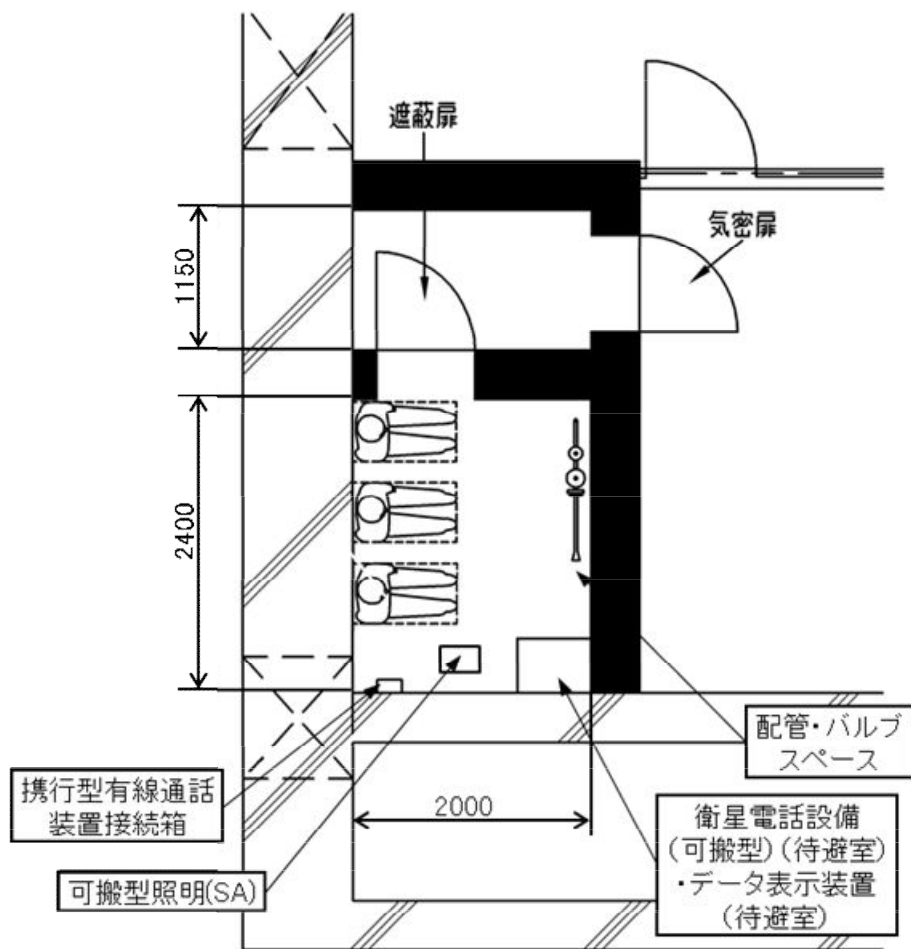 遮蔽扉
気密扉
1150
2400
2000
配管・バルブ
スペース
携行型有線通話
装置接続箱
可搬型照明(SA)
衛星電話設備
(可搬型)(待避室)
・データ表示装置
(待避室)